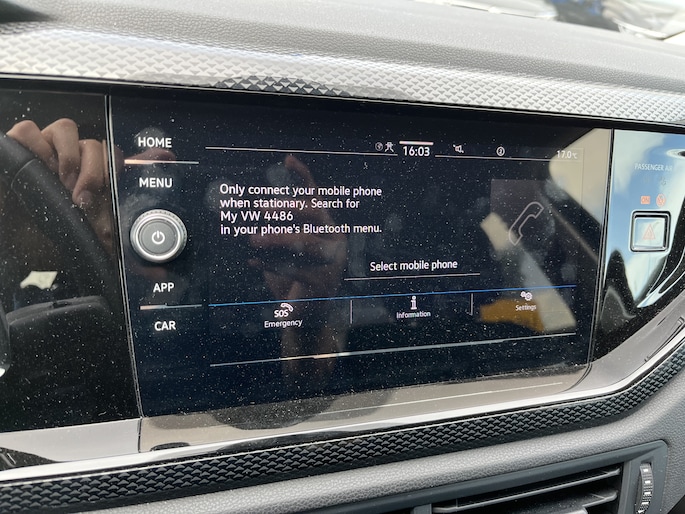 HOME
16:03
17.0°C
MENU
Only connect your mobile phone
when stationary. Search for
My VW 4486
in your phone's Bluetooth menu.
Select mobile phone
APP
CAR
SOS
Emergency
i
Information
Settings
PASSENGER